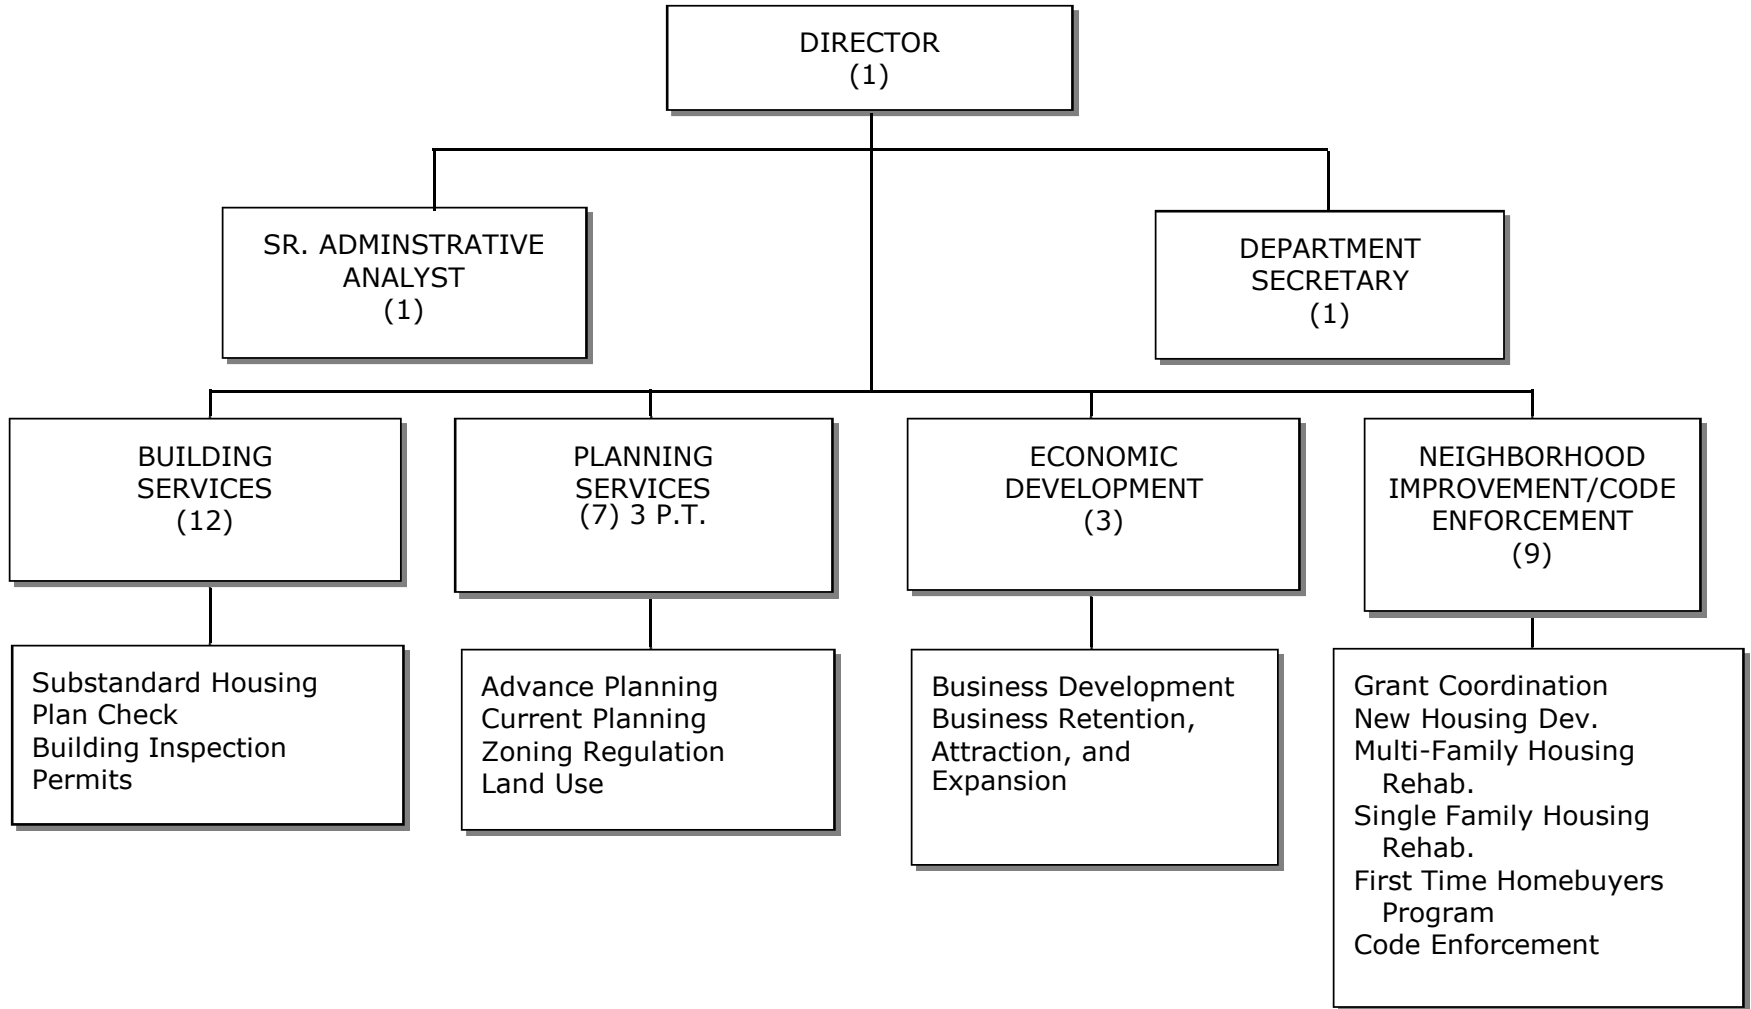 DIRECTOR
(1)
SR. ADMINSTRATIVE
ANALYST
(1)
DEPARTMENT
SECRETARY
(1)
BUILDING
SERVICES
(12)
PLANNING
SERVICES
(7) 3 P.T.
ECONOMIC
DEVELOPMENT
(3)
NEIGHBORHOOD
IMPROVEMENT/CODE
ENFORCEMENT
(9)
Substandard Housing
Plan Check
Building Inspection
Permits
Advance Planning
Current Planning
Zoning Regulation
Land Use
Business Development
Business Retention,
Attraction, and
Expansion
Grant Coordination
New Housing Dev.
Multi-Family Housing
Rehab.
Single Family Housing
Rehab.
First Time Homebuyers
Program
Code Enforcement